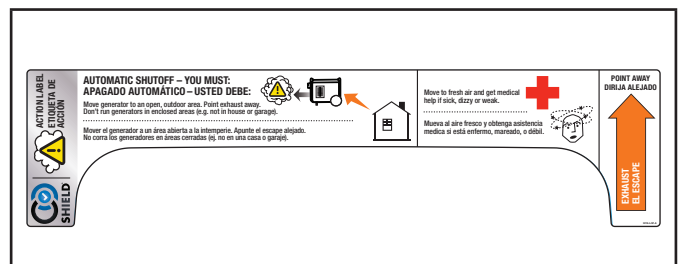 ACTION LABEL
ETIQUETA DE
ACCIÓN
SHIELD
AUTOMATIC SHUTOFF – YOU MUST:
APAGADO AUTOMÁTICO – USTED DEBE:
Move generator to an open, outdoor area. Point exhaust away.
Don't run generators in enclosed areas (e.g. not in house or garage).
Mover el generador a un área abierta a la intemperie. Apunte el escape alejado.
No corra los generadores en áreas cerradas (ej. no en una casa o garaje).
Move to fresh air and get medical
help if sick, dizzy or weak.
Mueva al aire fresco y obtenga asistencia
medica si está enfermo, mareado, o débil.
POINT AWAY
DIRIJA ALEJADO
EXHAUST
EL ESCAPE